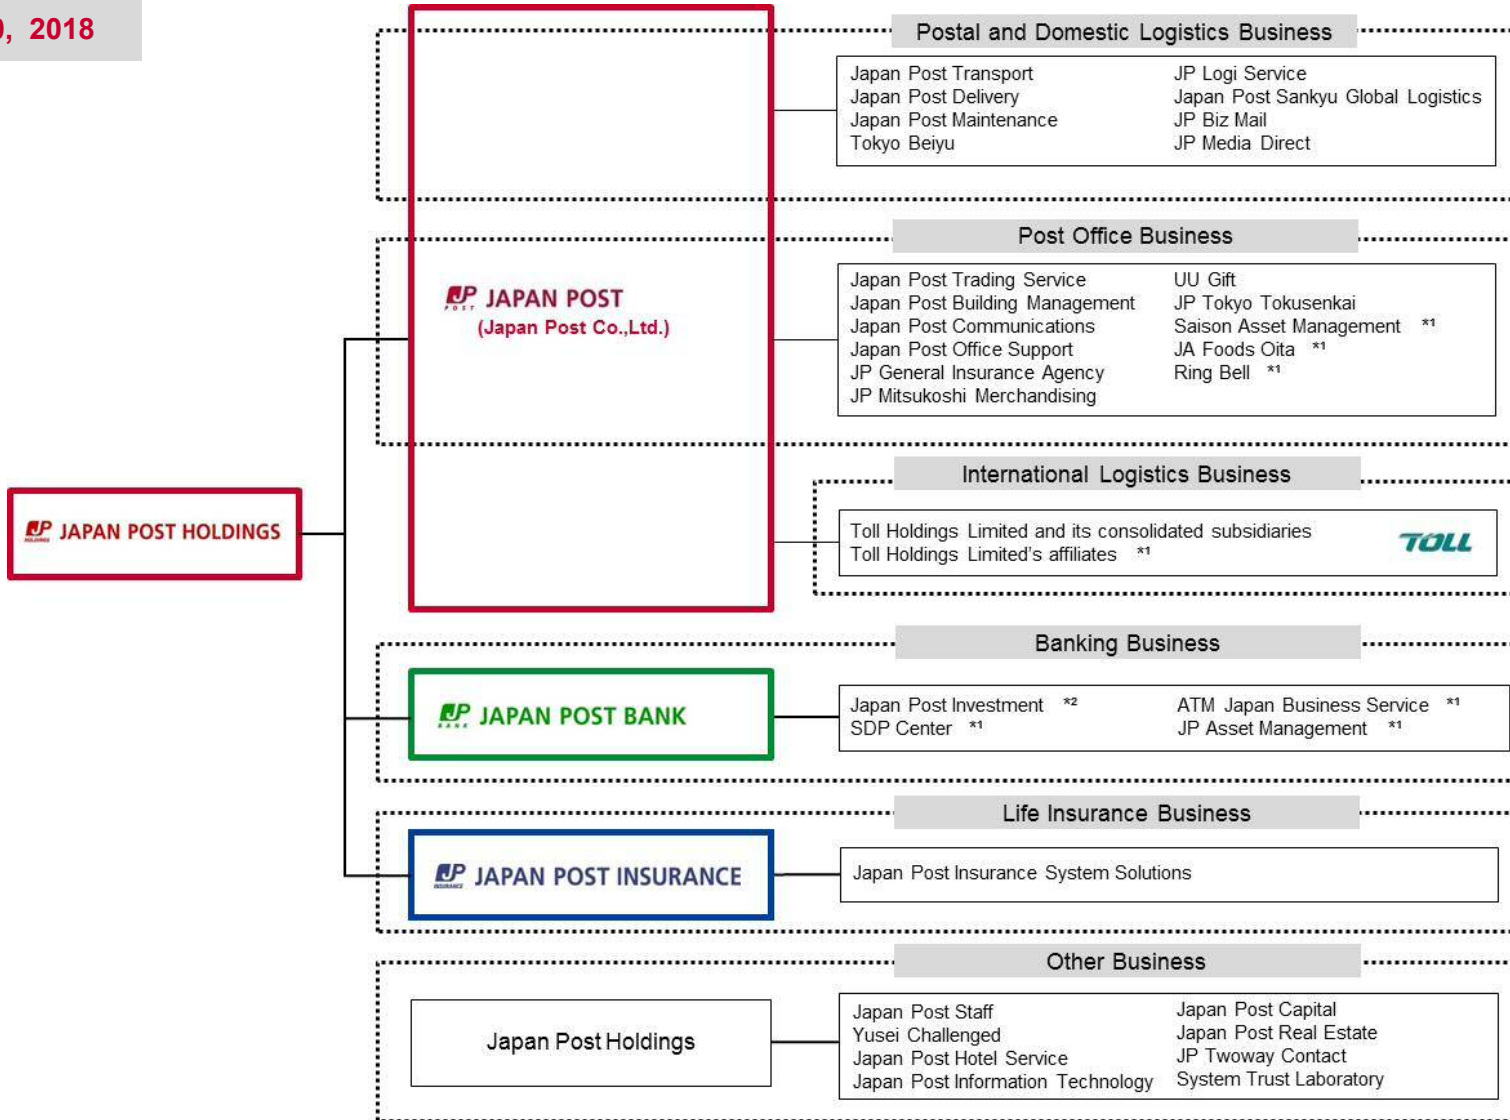 , 2018
Postal and Domestic Logistics Business
Japan Post Transport
Japan Post Delivery
Japan Post Maintenance
Tokyo Beiyu
JP Logi Service
Japan Post Sankyu Global Logistics
JP Biz Mail
JP Media Direct
Post Office Business
JP POST JAPAN POST
(Japan Post Co.,Ltd.)
Japan Post Trading Service
Japan Post Building Management
Japan Post Communications
Japan Post Office Support
JP General Insurance Agency
JP Mitsukoshi Merchandising
UU Gift
JP Tokyo Tokusenkai
Saison Asset Management *1
JA Foods Oita *1
Ring Bell *1
International Logistics Business
JP HOLDINGS JAPAN POST HOLDINGS
Toll Holdings Limited and its consolidated subsidiaries
Toll Holdings Limited's affiliates *1
TOLL
Banking Business
JP BANK JAPAN POST BANK
Japan Post Investment *2
SDP Center *1
ATM Japan Business Service *1
JP Asset Management *1
Life Insurance Business
JP INSURANCE JAPAN POST INSURANCE
Japan Post Insurance System Solutions
Other Business
Japan Post Holdings
Japan Post Staff
Yusei Challenged
Japan Post Hotel Service
Japan Post Information Technology
Japan Post Capital
Japan Post Real Estate
JP Twoway Contact
System Trust Laboratory